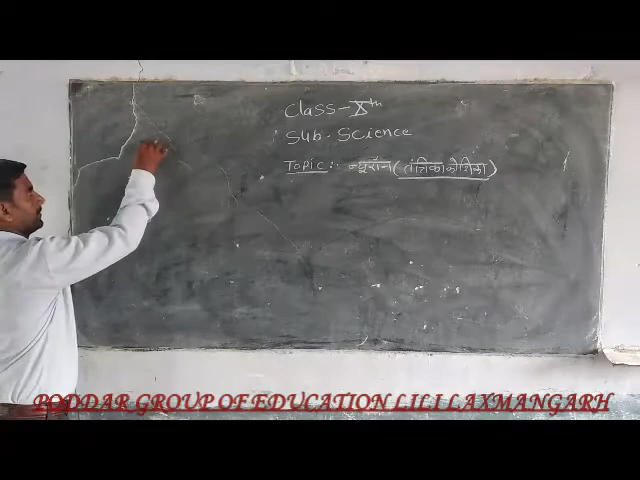 Class - Xth
Sub - Science
Topic :- न्यूरॉन (तंत्रिका कोशिका)
PODDAR GROUP OF EDUCATION LILI LAXMANGARH